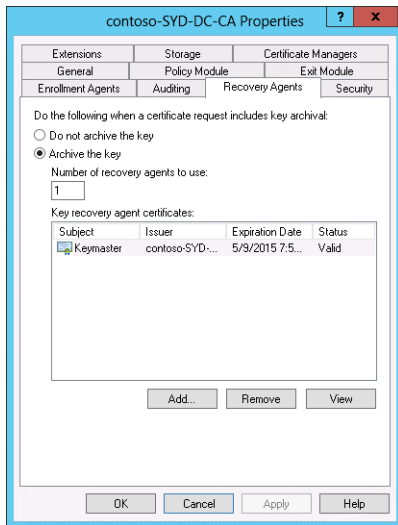 contoso-SYD-DC-CA Properties ? x
Extensions Storage Certificate Managers
General Policy Module Exit Module
Enrollment Agents Auditing Recovery Agents Security
Do the following when a certificate request includes key archival:
Do not archive the key
Archive the key
Number of recovery agents to use:
1
Key recovery agent certificates:
Subject Issuer Expiration Date Status
Keymaster contoso-SYD-... 5/9/2015 7:5... Valid
Add... Remove View
OK Cancel Apply Help